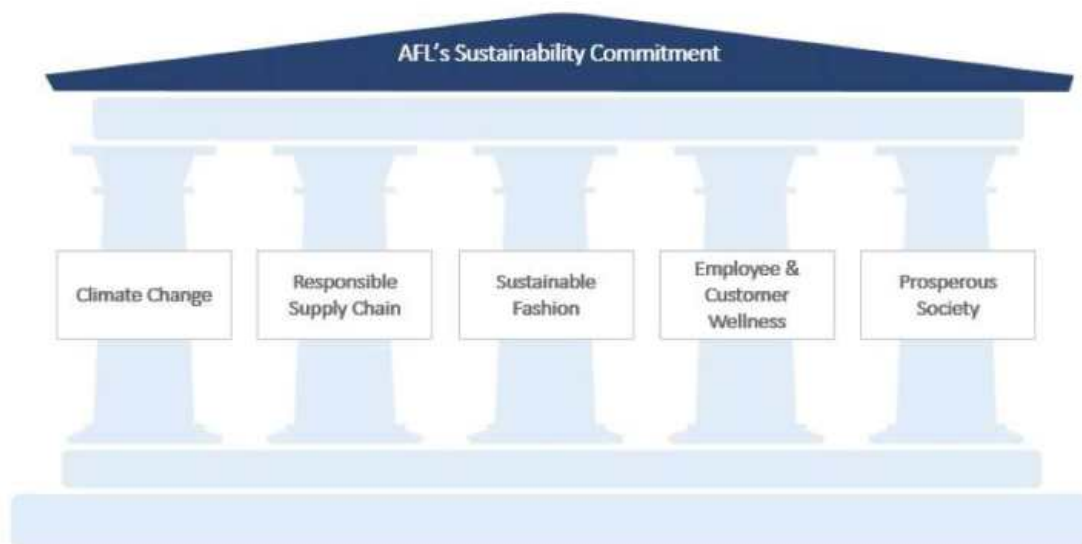 AFL's Sustainability Commitment
Climate Change
Responsible
Supply Chain
Sustainable
Fashion
Employee &
Customer
Wellness
Prosperous
Society